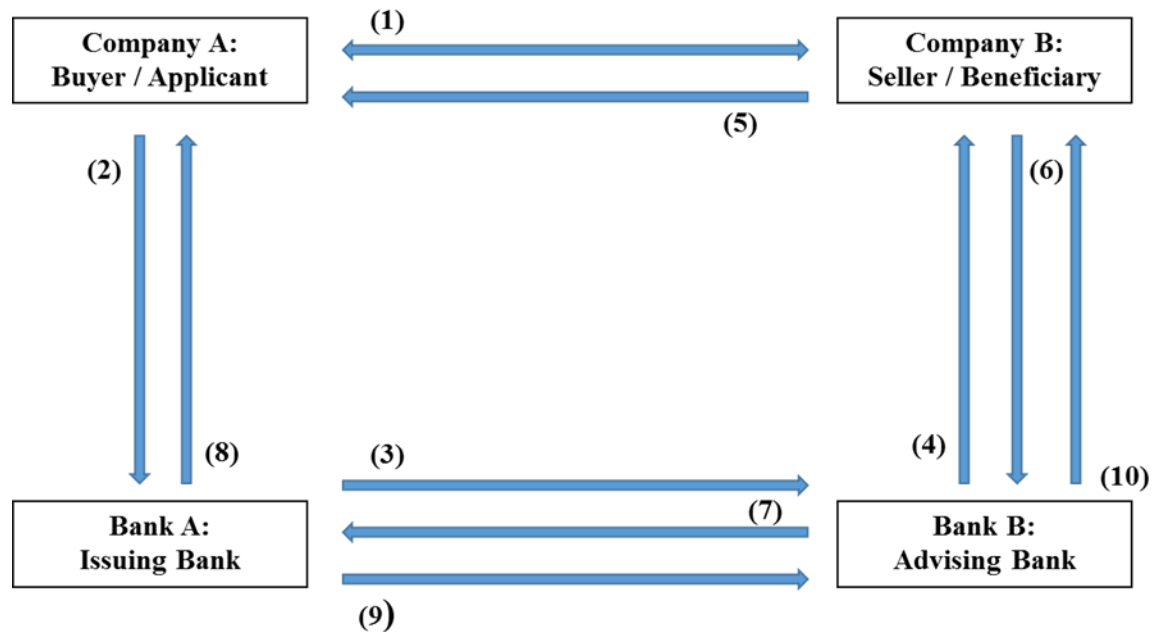 (1)
Company A:
Buyer / Applicant
Company B:
Seller / Beneficiary
(5)
(2)
(6)
(8)
(3)
(4)
(7)
(10)
Bank A:
Issuing Bank
Bank B:
Advising Bank
(9)